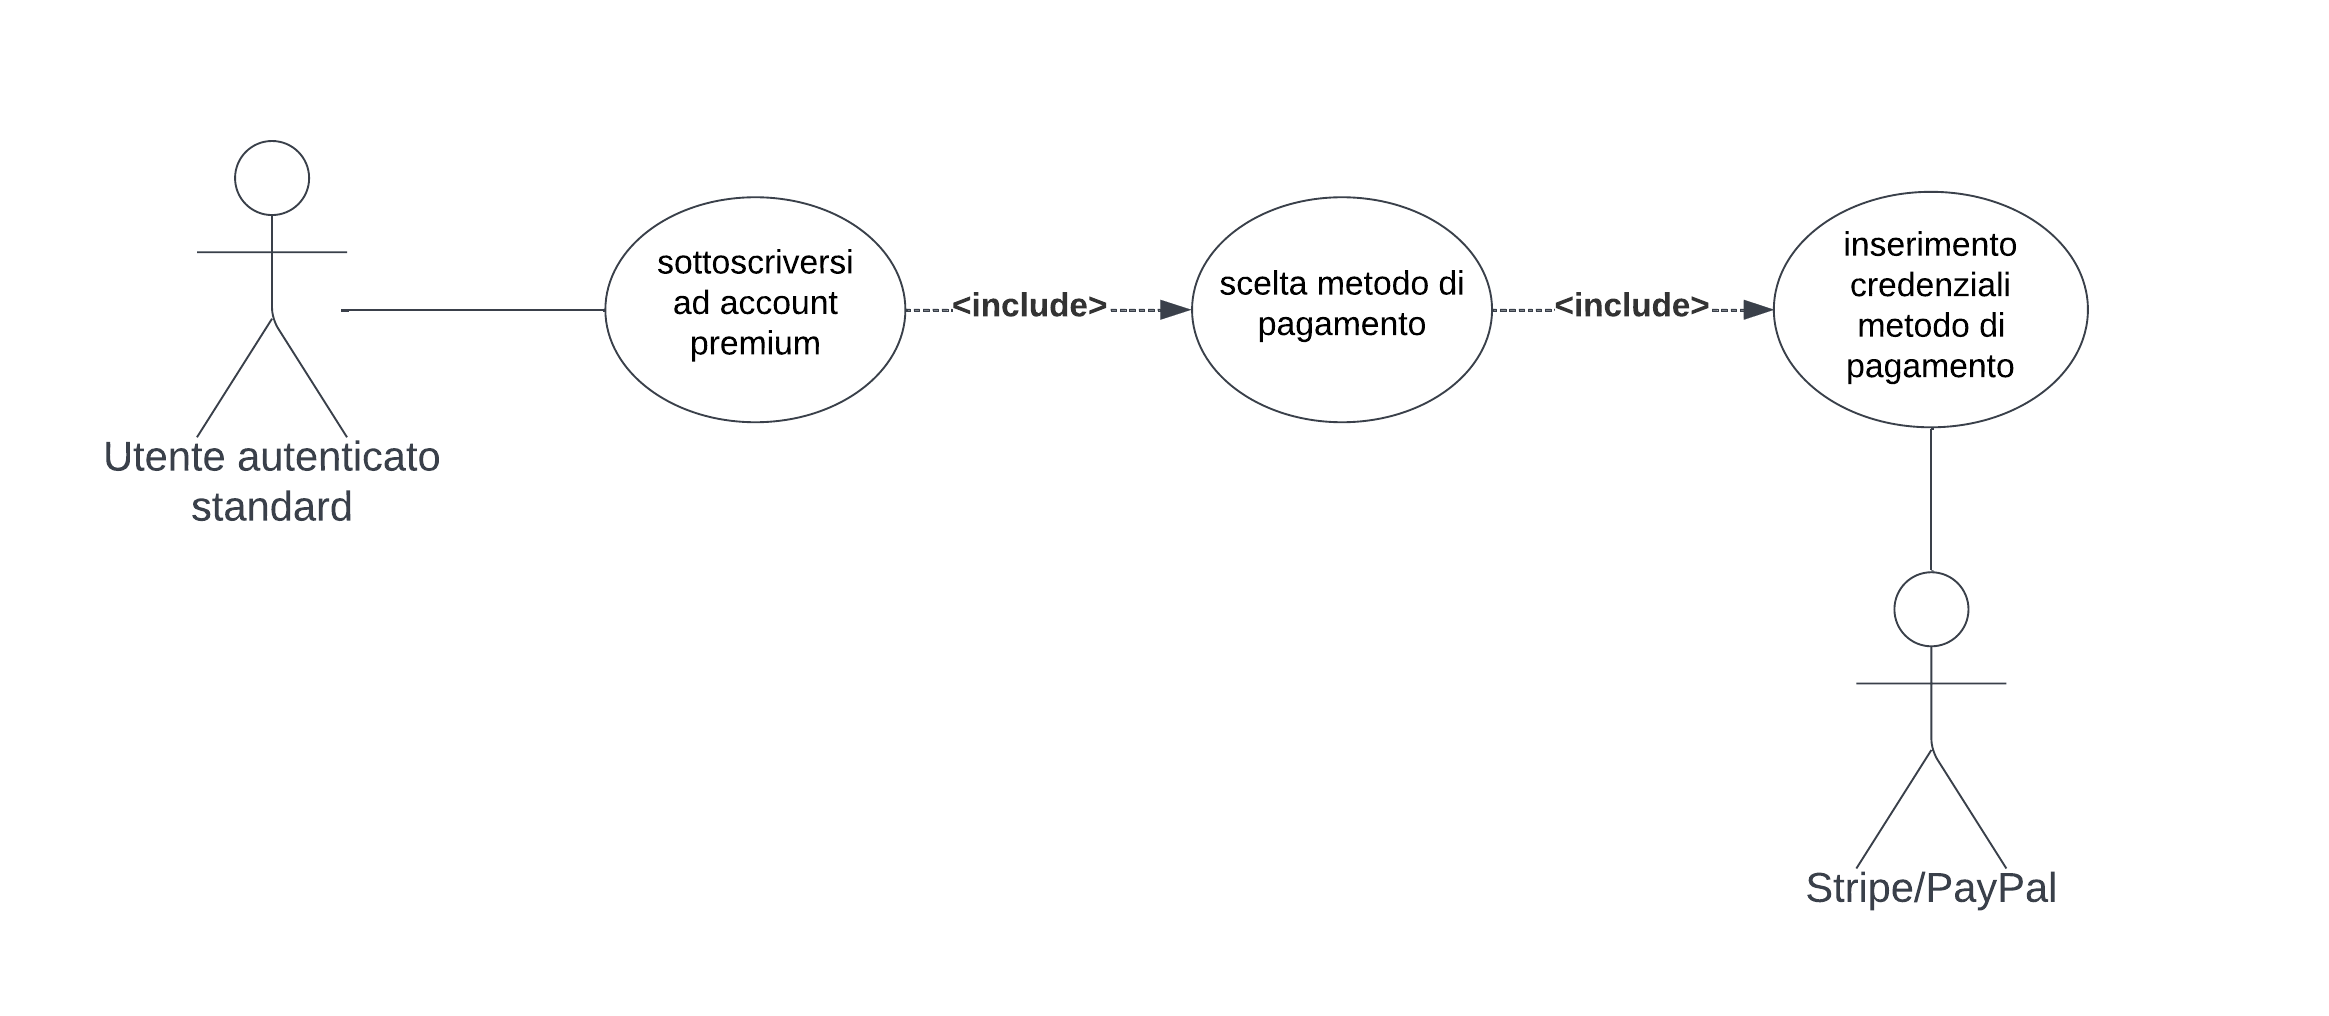 sottoscriversi
ad account
premium
<include>
scelta metodo di
pagamento
<include>
inserimento
credenziali
metodo di
pagamento
Utente autenticato
standard
Stripe/PayPal